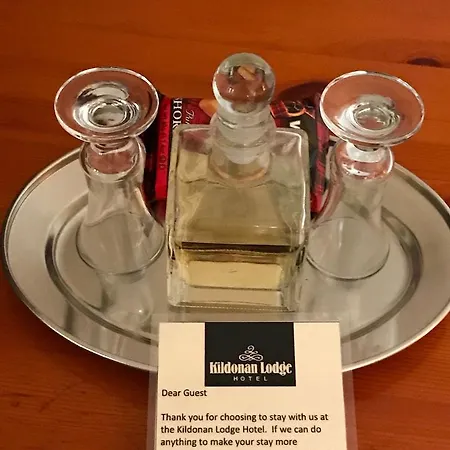 Kildonan Lodge
HOTEL
Dear Guest
Thank you for choosing to stay with us at
the Kildonan Lodge Hotel. If we can do
anything to make your stay more